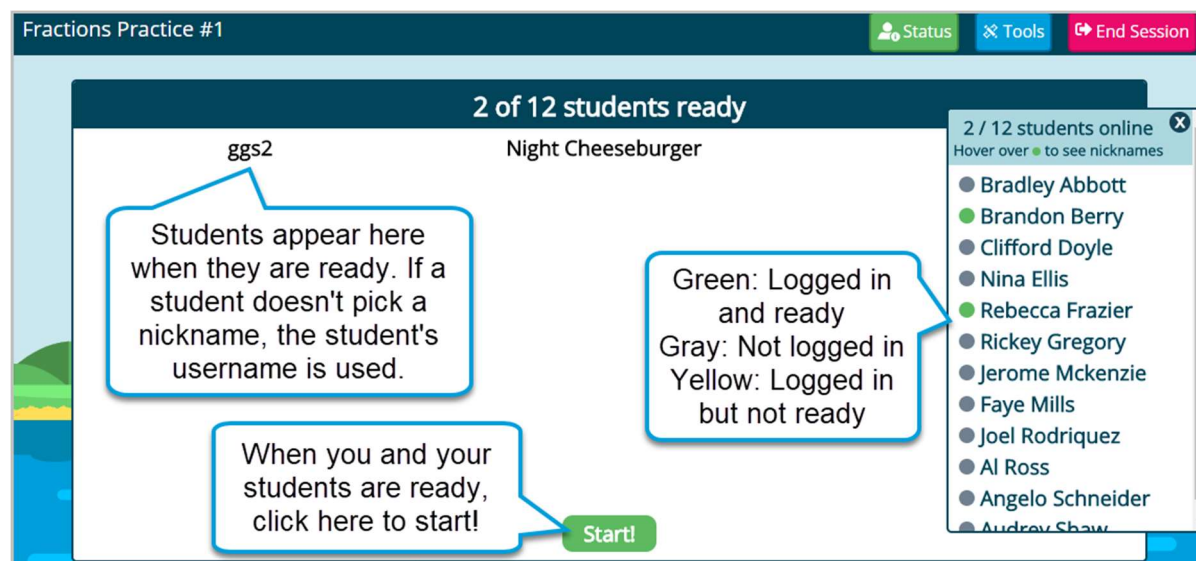 Fractions Practice #1
Status
Tools
End Session
2 of 12 students ready
ggs2
Night Cheeseburger
Students appear here
when they are ready. If a
student doesn't pick a
nickname, the student's
username is used.
When you and your
students are ready,
click here to start!
Start!
Green: Logged in
and ready
Gray: Not logged in
Yellow: Logged in
but not ready
2 / 12 students online
X
Hover over ● to see nicknames
Bradley Abbott
Brandon Berry
Clifford Doyle
Nina Ellis
Rebecca Frazier
Rickey Gregory
Jerome Mckenzie
Faye Mills
Joel Rodriquez
Al Ross
Angelo Schneider
Audrey Shaw